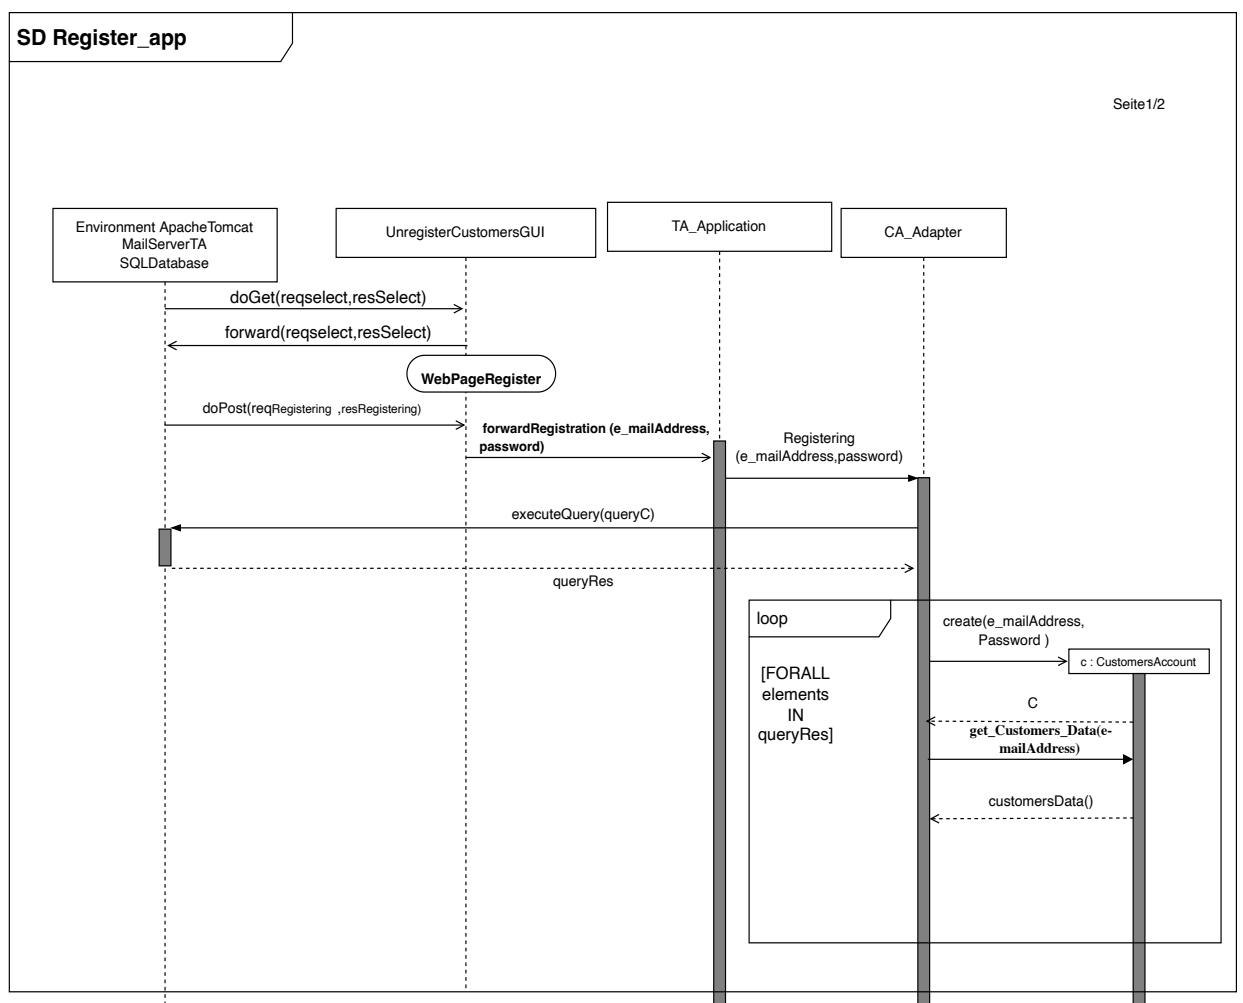 SD Register_app
Seite1/2
Environment ApacheTomcat
MailServerTA
SQLDatabase
UnregisterCustomersGUI
TA_Application
CA_Adapter
doGet(reqselect,resSelect)
forward(reqselect,resSelect)
WebPageRegister
doPost(reqRegistering ,resRegistering)
forwardRegistration (e_mailAddress,
password)
Registering
(e_mailAddress,password)
executeQuery(queryC)
queryRes
loop
[FORALL
elements
IN
queryRes]
create(e_mailAddress,
Password )
c : CustomersAccount
C
get_Customers_Data(e-
mailAddress)
customersData()